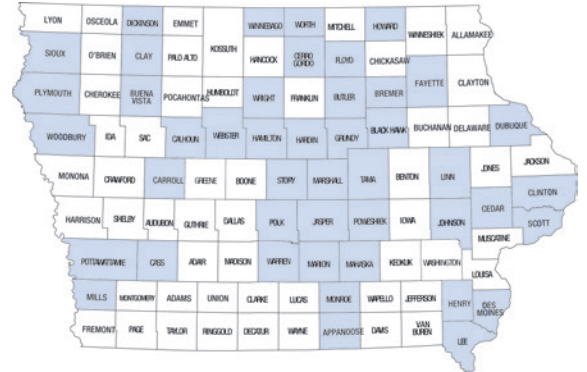 LYON OSCEOLA DICKINSON EMMET WINNEBAGO WORTH MITCHELL HOWARD WINNESHIEK ALLAMAKEE
KOSSUTH
SIOUX O'BRIEN CLAY PALO ALTO HANCOCK CERRO GORDO FLOYD CHICKASAW
FAYETTE CLAYTON
PLYMOUTH CHEROKEE BUENA VISTA POCAHONTAS HUMBOLDT WRIGHT FRANKLIN BUTLER BREMER
WOODBURY IDA SAC CALHOUN WEBSTER HAMILTON HARDIN GRUNDY BLACK HAWK BUCHANAN DELAWARE DUBUQUE
MONONA CRAWFORD CARROLL GREENE BOONE STORY MARSHALL TAMA BENTON LINN JONES JACKSON
CLINTON
CEDAR
HARRISON SHELBY AUDUBON GUTHRIE DALLAS POLK JASPER POWESHIEK IOWA JOHNSON SCOTT
MUSCATINE
POTTAWATTAMIE CASS ADAIR MADISON WARREN MARION MAHASKA KEOKUK WASHINGTON
LOUISA
MILLS MONTGOMERY ADAMS UNION CLARKE LUCAS MONROE WAPELLO JEFFERSON HENRY DES MOINES
FREMONT PAGE TAYLOR RINGGOLD DECATUR WAYNE APPANOOSE DAVIS VAN BUREN LEE